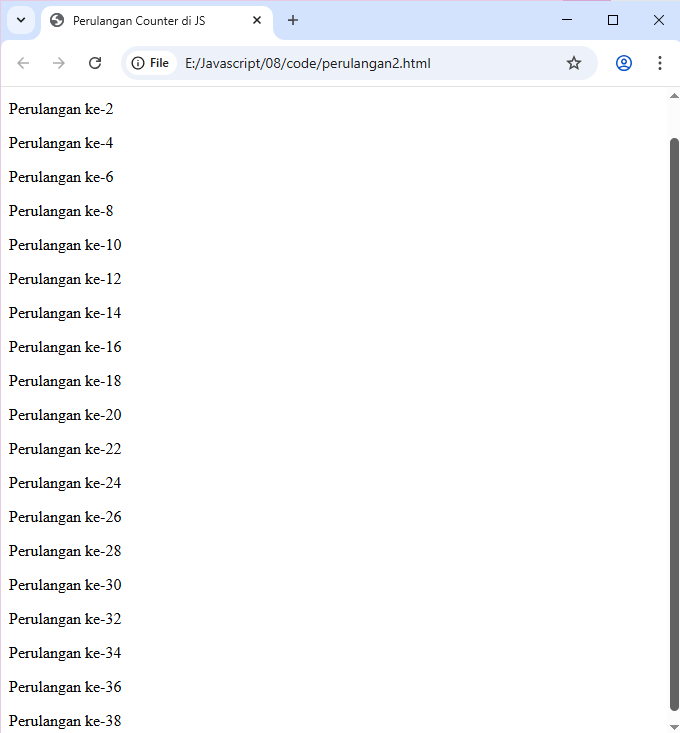 Perulangan Counter di JS
File
E:/Javascript/08/code/perulangan2.html
Perulangan ke-2
Perulangan ke-4
Perulangan ke-6
Perulangan ke-8
Perulangan ke-10
Perulangan ke-12
Perulangan ke-14
Perulangan ke-16
Perulangan ke-18
Perulangan ke-20
Perulangan ke-22
Perulangan ke-24
Perulangan ke-26
Perulangan ke-28
Perulangan ke-30
Perulangan ke-32
Perulangan ke-34
Perulangan ke-36
Perulangan ke-38